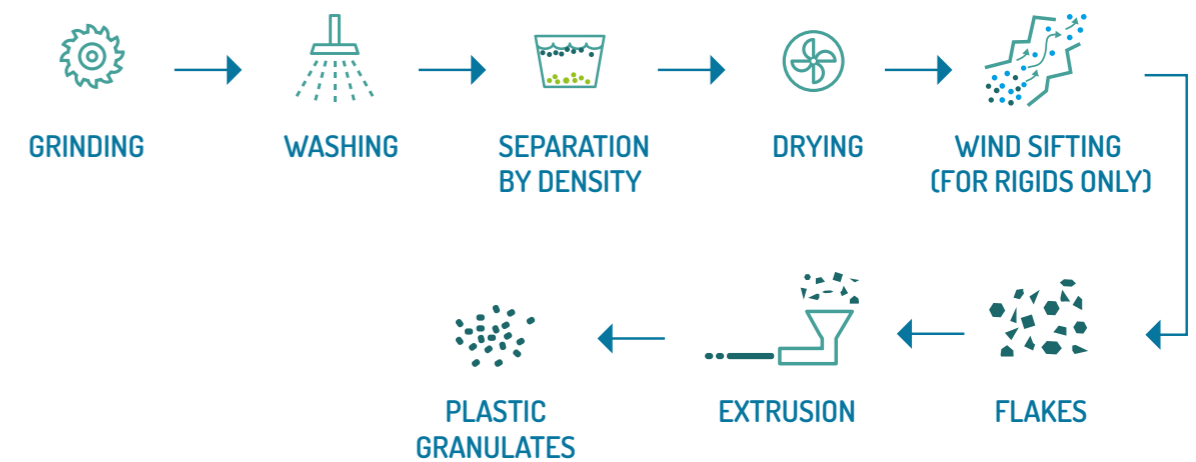 GRINDING
WASHING
SEPARATION
BY DENSITY
DRYING
WIND SIFTING
(FOR RIGIDS ONLY)
FLAKES
EXTRUSION
PLASTIC
GRANULATES